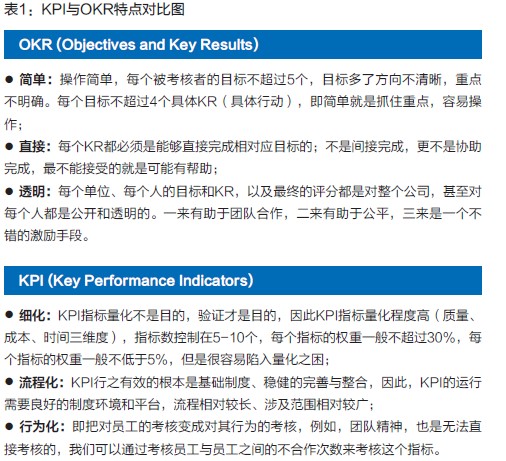 表1：KPI与OKR特点对比图
OKR (Objectives and Key Results)
● 简单：操作简单，每个被考核者的目标不超过5个，目标多了方向不清晰，重点
不明确。每个目标不超过4个具体KR（具体行动），即简单就是抓住重点，容易操
作；
● 直接：每个KR都必须是能够直接完成相对应目标的；不是间接完成，更不是协助
完成，最不能接受的就是可能有帮助；
● 透明：每个单位、每个人的目标和KR，以及最终的评分都是对整个公司，甚至对
每个人都是公开和透明的。一来有助于团队合作，二来有助于公平，三来是一个不
错的激励手段。
KPI (Key Performance Indicators)
● 细化：KPI指标量化不是目的，验证才是目的，因此KPI指标量化程度高（质量、
成本、时间三维度），指标数控制在5-10个，每个指标的权重一般不超过30%，每
个指标的权重一般不低于5%，但是很容易陷入量化之困；
● 流程化：KPI行之有效的根本是基础制度、稳健的完善与整合，因此，KPI的运行
需要良好的制度环境和平台，流程相对较长、涉及范围相对较广；
● 行为化：即把对员工的考核变成对其行为的考核，例如，团队精神，也是无法直
接考核的，我们可以通过考核员工与员工之间的不合作次数来考核这个指标。